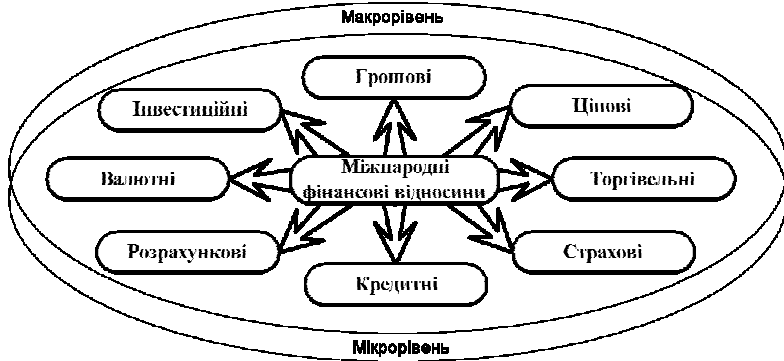 Макрорівень
Грошові
Інвестиційні
Цінові
Валютні
Міжнародні
фінансові відносини
Торгівельні
Розрахункові
Страхові
Кредитні
Мікрорівень